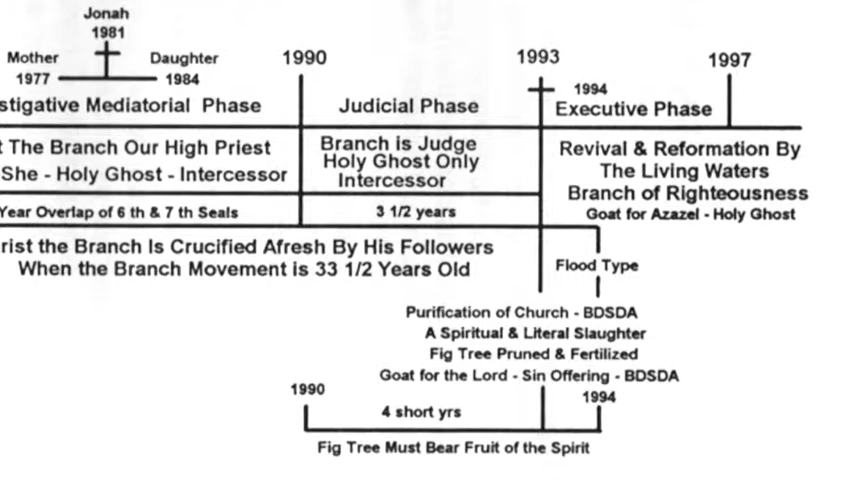 Jonah
1981
Mother
1977
Daughter
1984
1990
1993
1994
1997
stigative Mediatorial Phase
Judicial Phase
Executive Phase
t The Branch Our High Priest
She - Holy Ghost - Intercessor
Branch is Judge
Holy Ghost Only
Intercessor
Revival & Reformation By
The Living Waters
Branch of Righteousness
Goat for Azazel - Holy Ghost
Year Overlap of 6 th & 7 th Seals
3 1/2 years
rist the Branch Is Crucified Afresh By His Followers
When the Branch Movement is 33 1/2 Years Old
Flood Type
Purification of Church - BDSDA
A Spiritual & Literal Slaughter
Fig Tree Pruned & Fertilized
Goat for the Lord - Sin Offering - BDSDA
1990
4 short yrs
1994
Fig Tree Must Bear Fruit of the Spirit